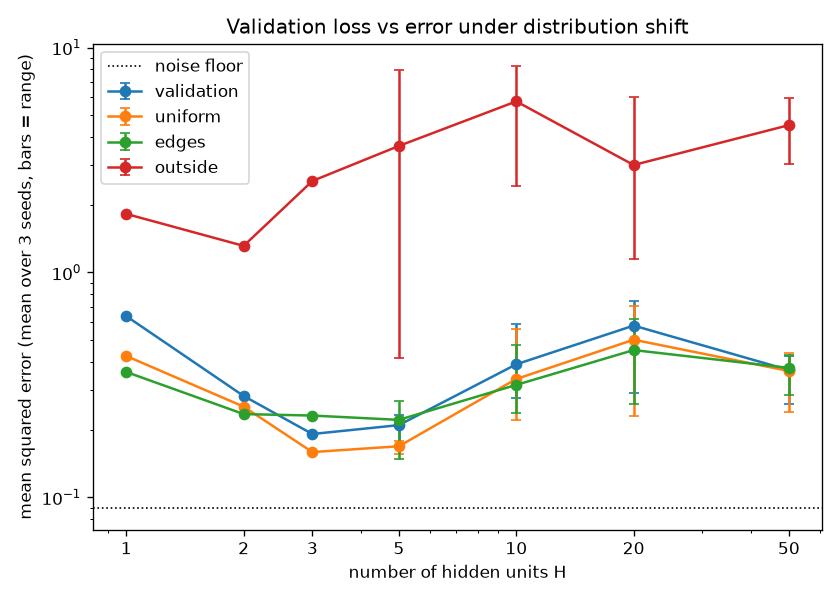 Validation loss vs error under distribution shift
noise floor
validation
uniform
edges
outside
mean squared error (mean over 3 seeds, bars = range)
10¹
10⁰
10⁻¹
1 2 3 5 10 20 50
number of hidden units H